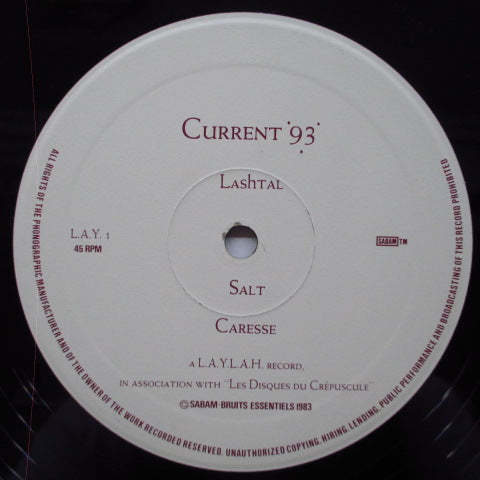 Current '93'
Lashtal
L.A.Y. 1
45 RPM
SABAM TM
Salt
Caresse
A L.A.Y.L.A.H. RECORD,
IN ASSOCIATION WITH "LES DISQUES DU CRÉPUSCULE"
©SABAM-BRUITS ESSENTIELS 1983
ALL RIGHTS OF THE PHONOGRAPHIC MANUFACTURER AND OF THE OWNER OF THE WORK RECORDED RESERVED. UNAUTHORIZED COPYING, HIRING, LENDING, PUBLIC PERFORMANCE AND BROADCASTING OF THIS RECORD PROHIBITED